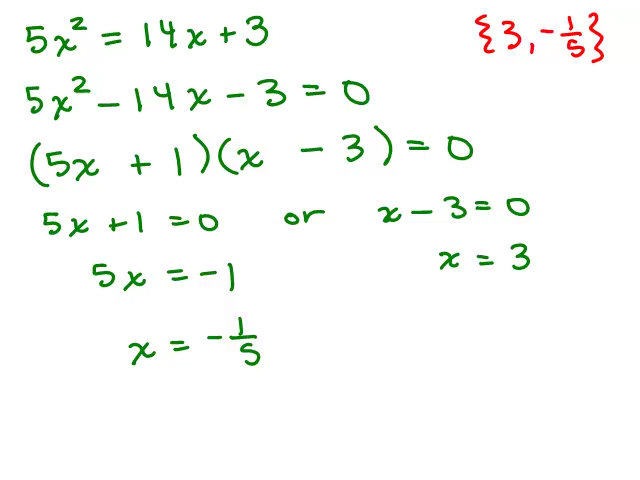 5x² = 14x + 3
{3, -1/5}
5x² - 14x - 3 = 0
(5x + 1)(x - 3) = 0
5x + 1 = 0 or x - 3 = 0
5x = -1
x = 3
x = -1/5